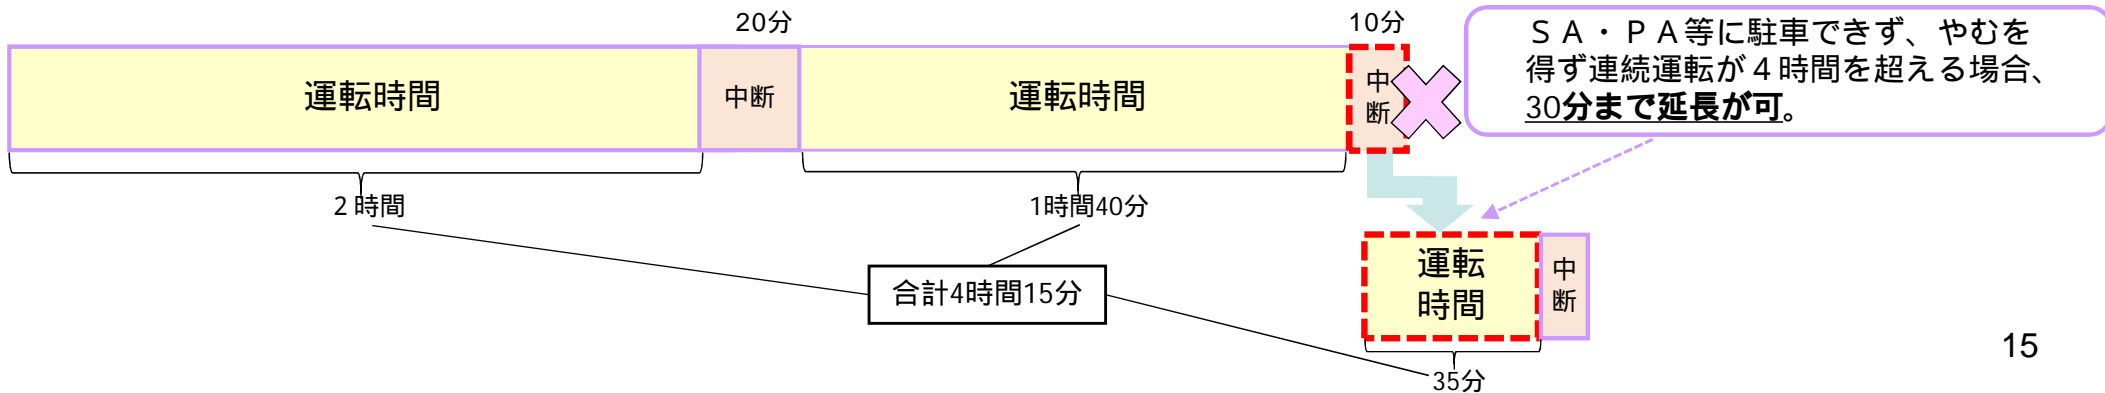 20分
10分
運転時間
中断
運転時間
中
断
ＳＡ・ＰＡ等に駐車できず、やむを
得ず連続運転が４時間を超える場合、
30分まで延長が可。
２時間
1時間40分
運転
時間
中
断
合計4時間15分
35分
15